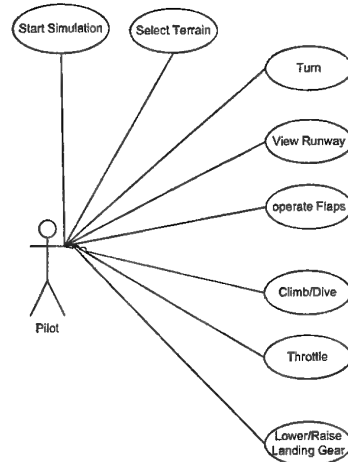 Start Simulation
Select Terrain
Turn
View Runway
operate Flaps
Pilot
Climb/Dive
Throttle
Lower/Raise
Landing Gear